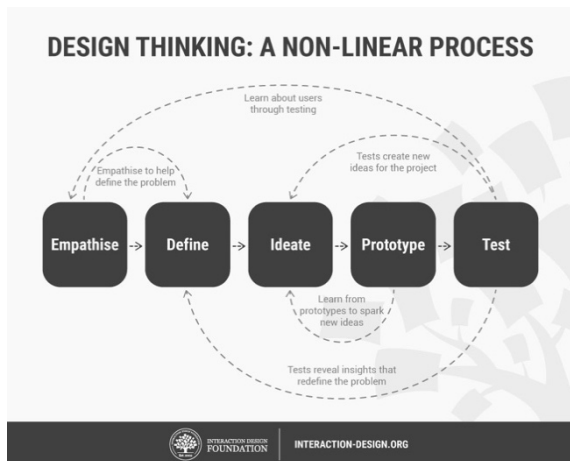 DESIGN THINKING: A NON-LINEAR PROCESS
Learn about users
through testing
Empathise to help
define the problem
Tests create new
ideas for the project
Empathise
Define
Ideate
Prototype
Test
Learn from
prototypes to spark
new ideas
Tests reveal insights that
redefine the problem
INTERACTION DESIGN
FOUNDATION
INTERACTION-DESIGN.ORG